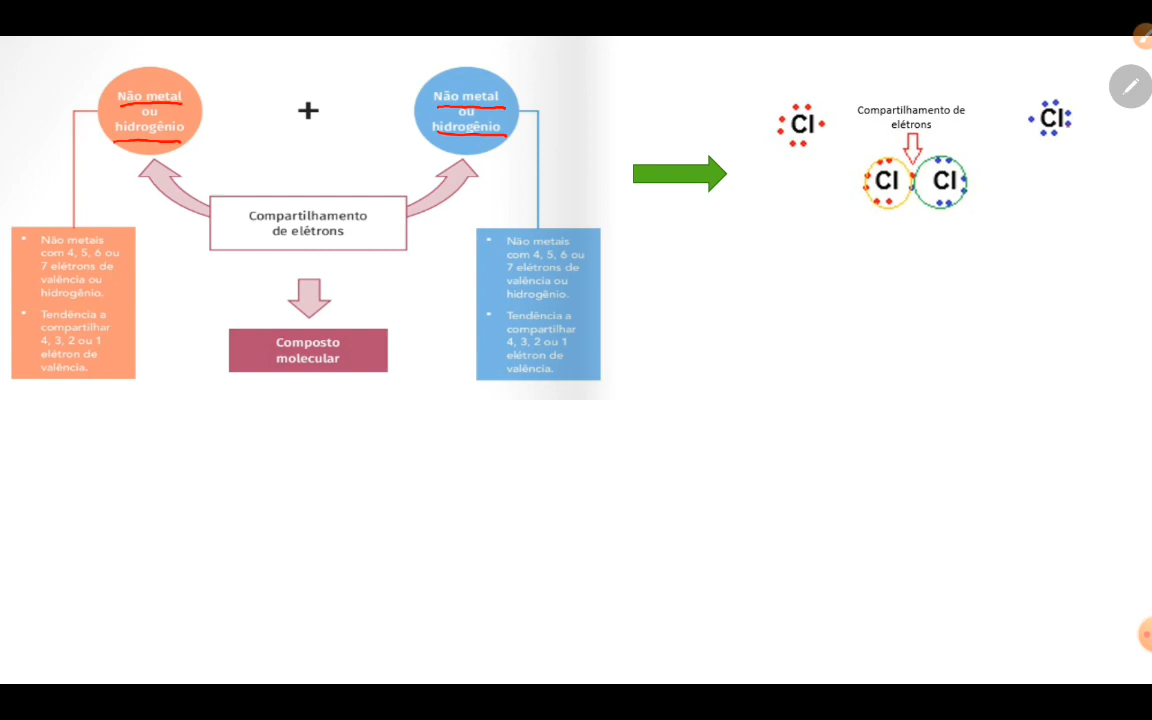 Não metal
ou
hidrogênio
+
Não metal
ou
hidrogênio
Compartilhamento
de elétrons
Composto
molecular
▪ Não metais
com 4, 5, 6 ou
7 elétrons de
valência ou
hidrogênio.
▪ Tendência a
compartilhar
4, 3, 2 ou 1
elétron de
valência.
▪ Não metais
com 4, 5, 6 ou
7 elétrons de
valência ou
hidrogênio.
▪ Tendência a
compartilhar
4, 3, 2 ou 1
elétron de
valência.
Cl
Compartilhamento de
elétrons
Cl
Cl Cl